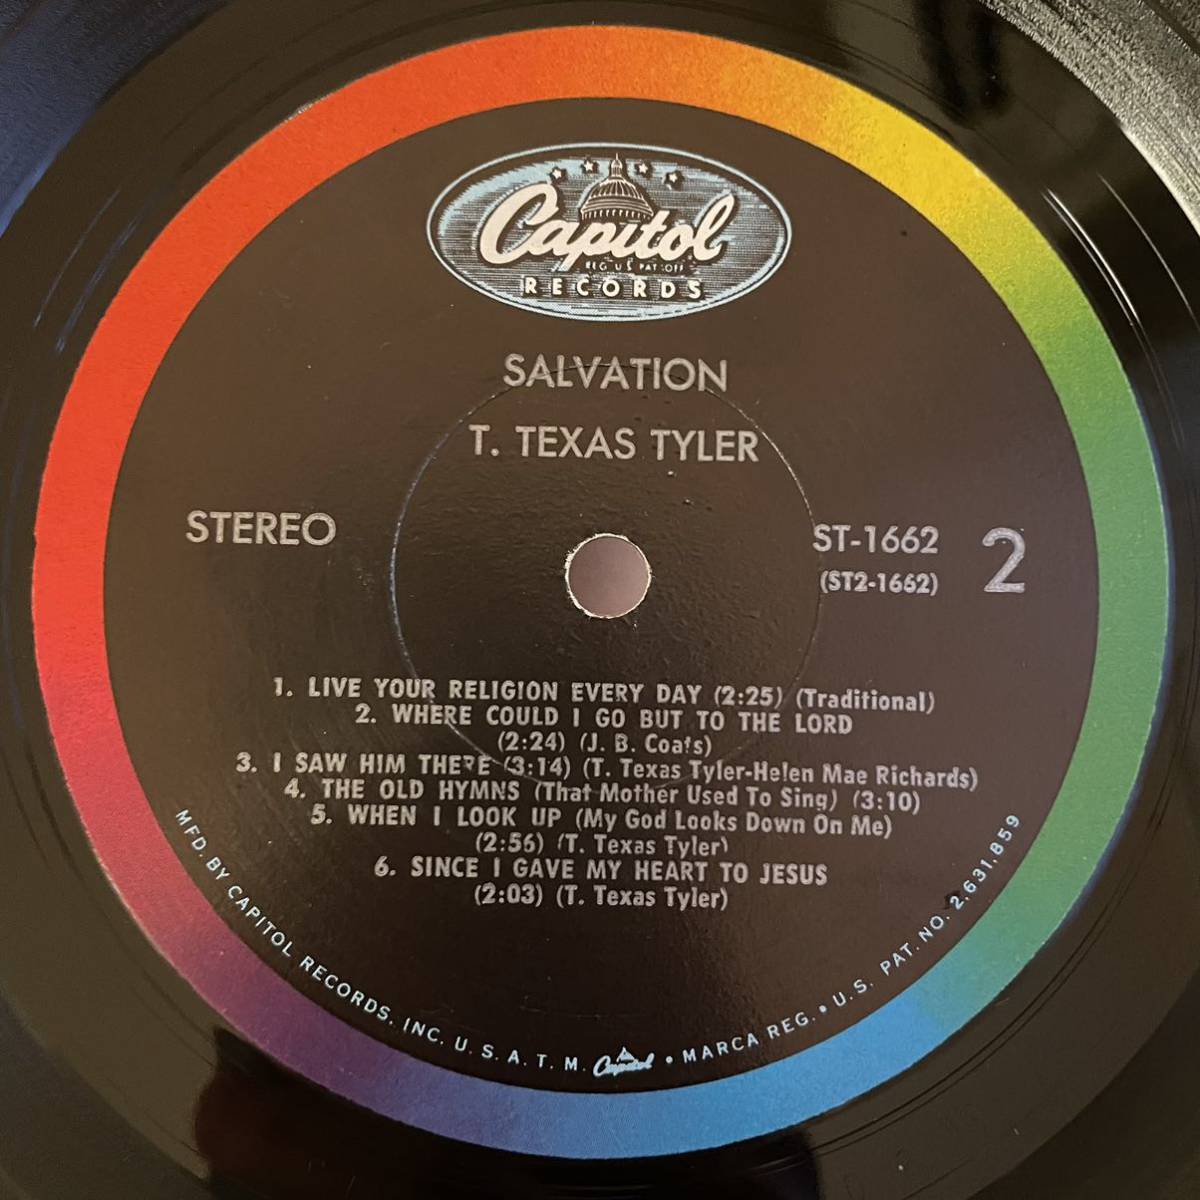 Capitol
REG. U.S. PAT. OFF.
RECORDS
SALVATION
T. TEXAS TYLER
STEREO
ST-1662 2
(ST2-1662)
1. LIVE YOUR RELIGION EVERY DAY (2:25) (Traditional)
2. WHERE COULD I GO BUT TO THE LORD
(2:24) (J. B. Coats)
3. I SAW HIM THERE (3:14) (T. Texas Tyler-Helen Mae Richards)
4. THE OLD HYMNS (That Mother Used To Sing) (3:10)
5. WHEN I LOOK UP (My God Looks Down On Me)
(2:56) (T. Texas Tyler)
6. SINCE I GAVE MY HEART TO JESUS
(2:03) (T. Texas Tyler)
MFD. BY CAPITOL RECORDS, INC. U.S.A. T.M. Capitol • MARCA REG. • U.S. PAT. NO. 2,631,859